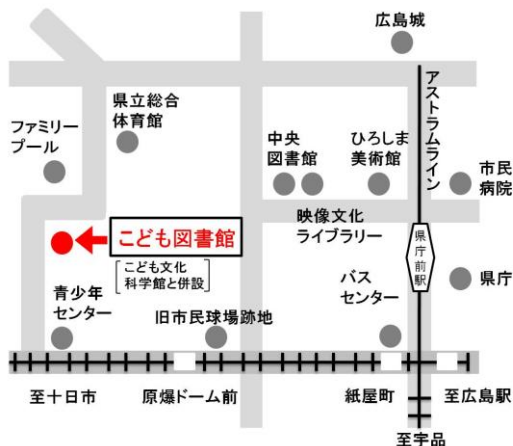 広島城
アストラムライン
県立総合
体育館
ファミリー
プール
中央
図書館
ひろしま
美術館
市民
病院
映像文化
ライブラリー
こども図書館
こども文化
科学館と併設
県庁前駅
県庁
バス
センター
青少年
センター
旧市民球場跡地
至十日市
原爆ドーム前
紙屋町
至広島駅
至宇品